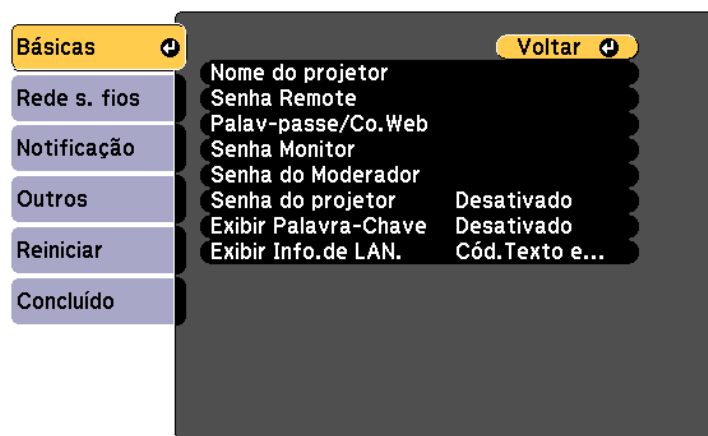 Básicas
Rede s. fios
Notificação
Outros
Reiniciar
Concluído
Voltar
Nome do projetor
Senha Remote
Palav-passe/Co.Web
Senha Monitor
Senha do Moderador
Senha do projetor Desativado
Exibir Palavra-Chave Desativado
Exibir Info.de LAN. Cód.Texto e...